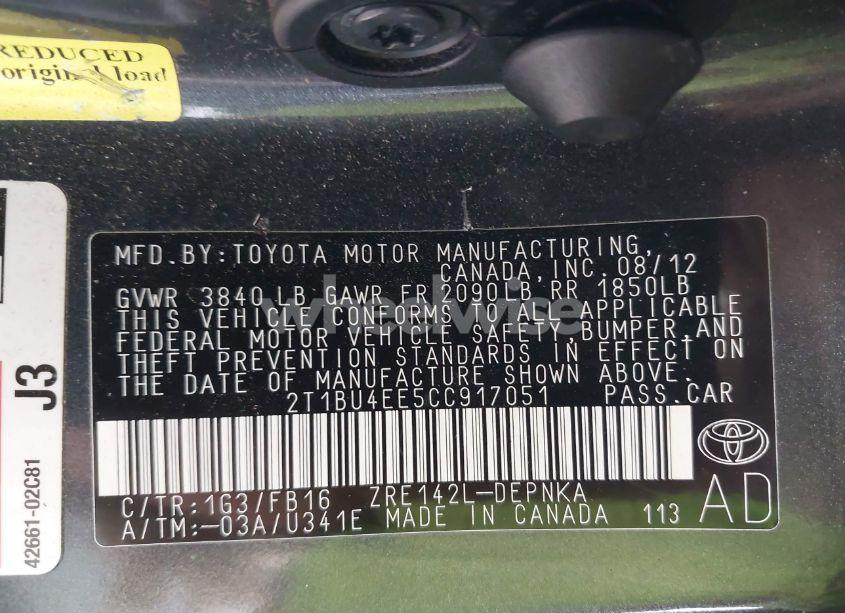 REDUCED
original load
J3
42661-02C81
MFD.BY:TOYOTA MOTOR MANUFACTURING,
CANADA,INC. 08/12
GVWR 3840 LB GAWR FR 2090LB RR 1850LB
THIS VEHICLE CONFORMS TO ALL APPLICABLE
FEDERAL MOTOR VEHICLE SAFETY,BUMPER,AND
THEFT PREVENTION STANDARDS IN EFFECT ON
THE DATE OF MANUFACTURE SHOWN ABOVE.
2T1BU4EE5CC917051 PASS.CAR
C/TR:1G3/FB16 ZRE142L-DEPNKA
A/TM:-03A/U341E MADE IN CANADA 113
AD
wheelwise